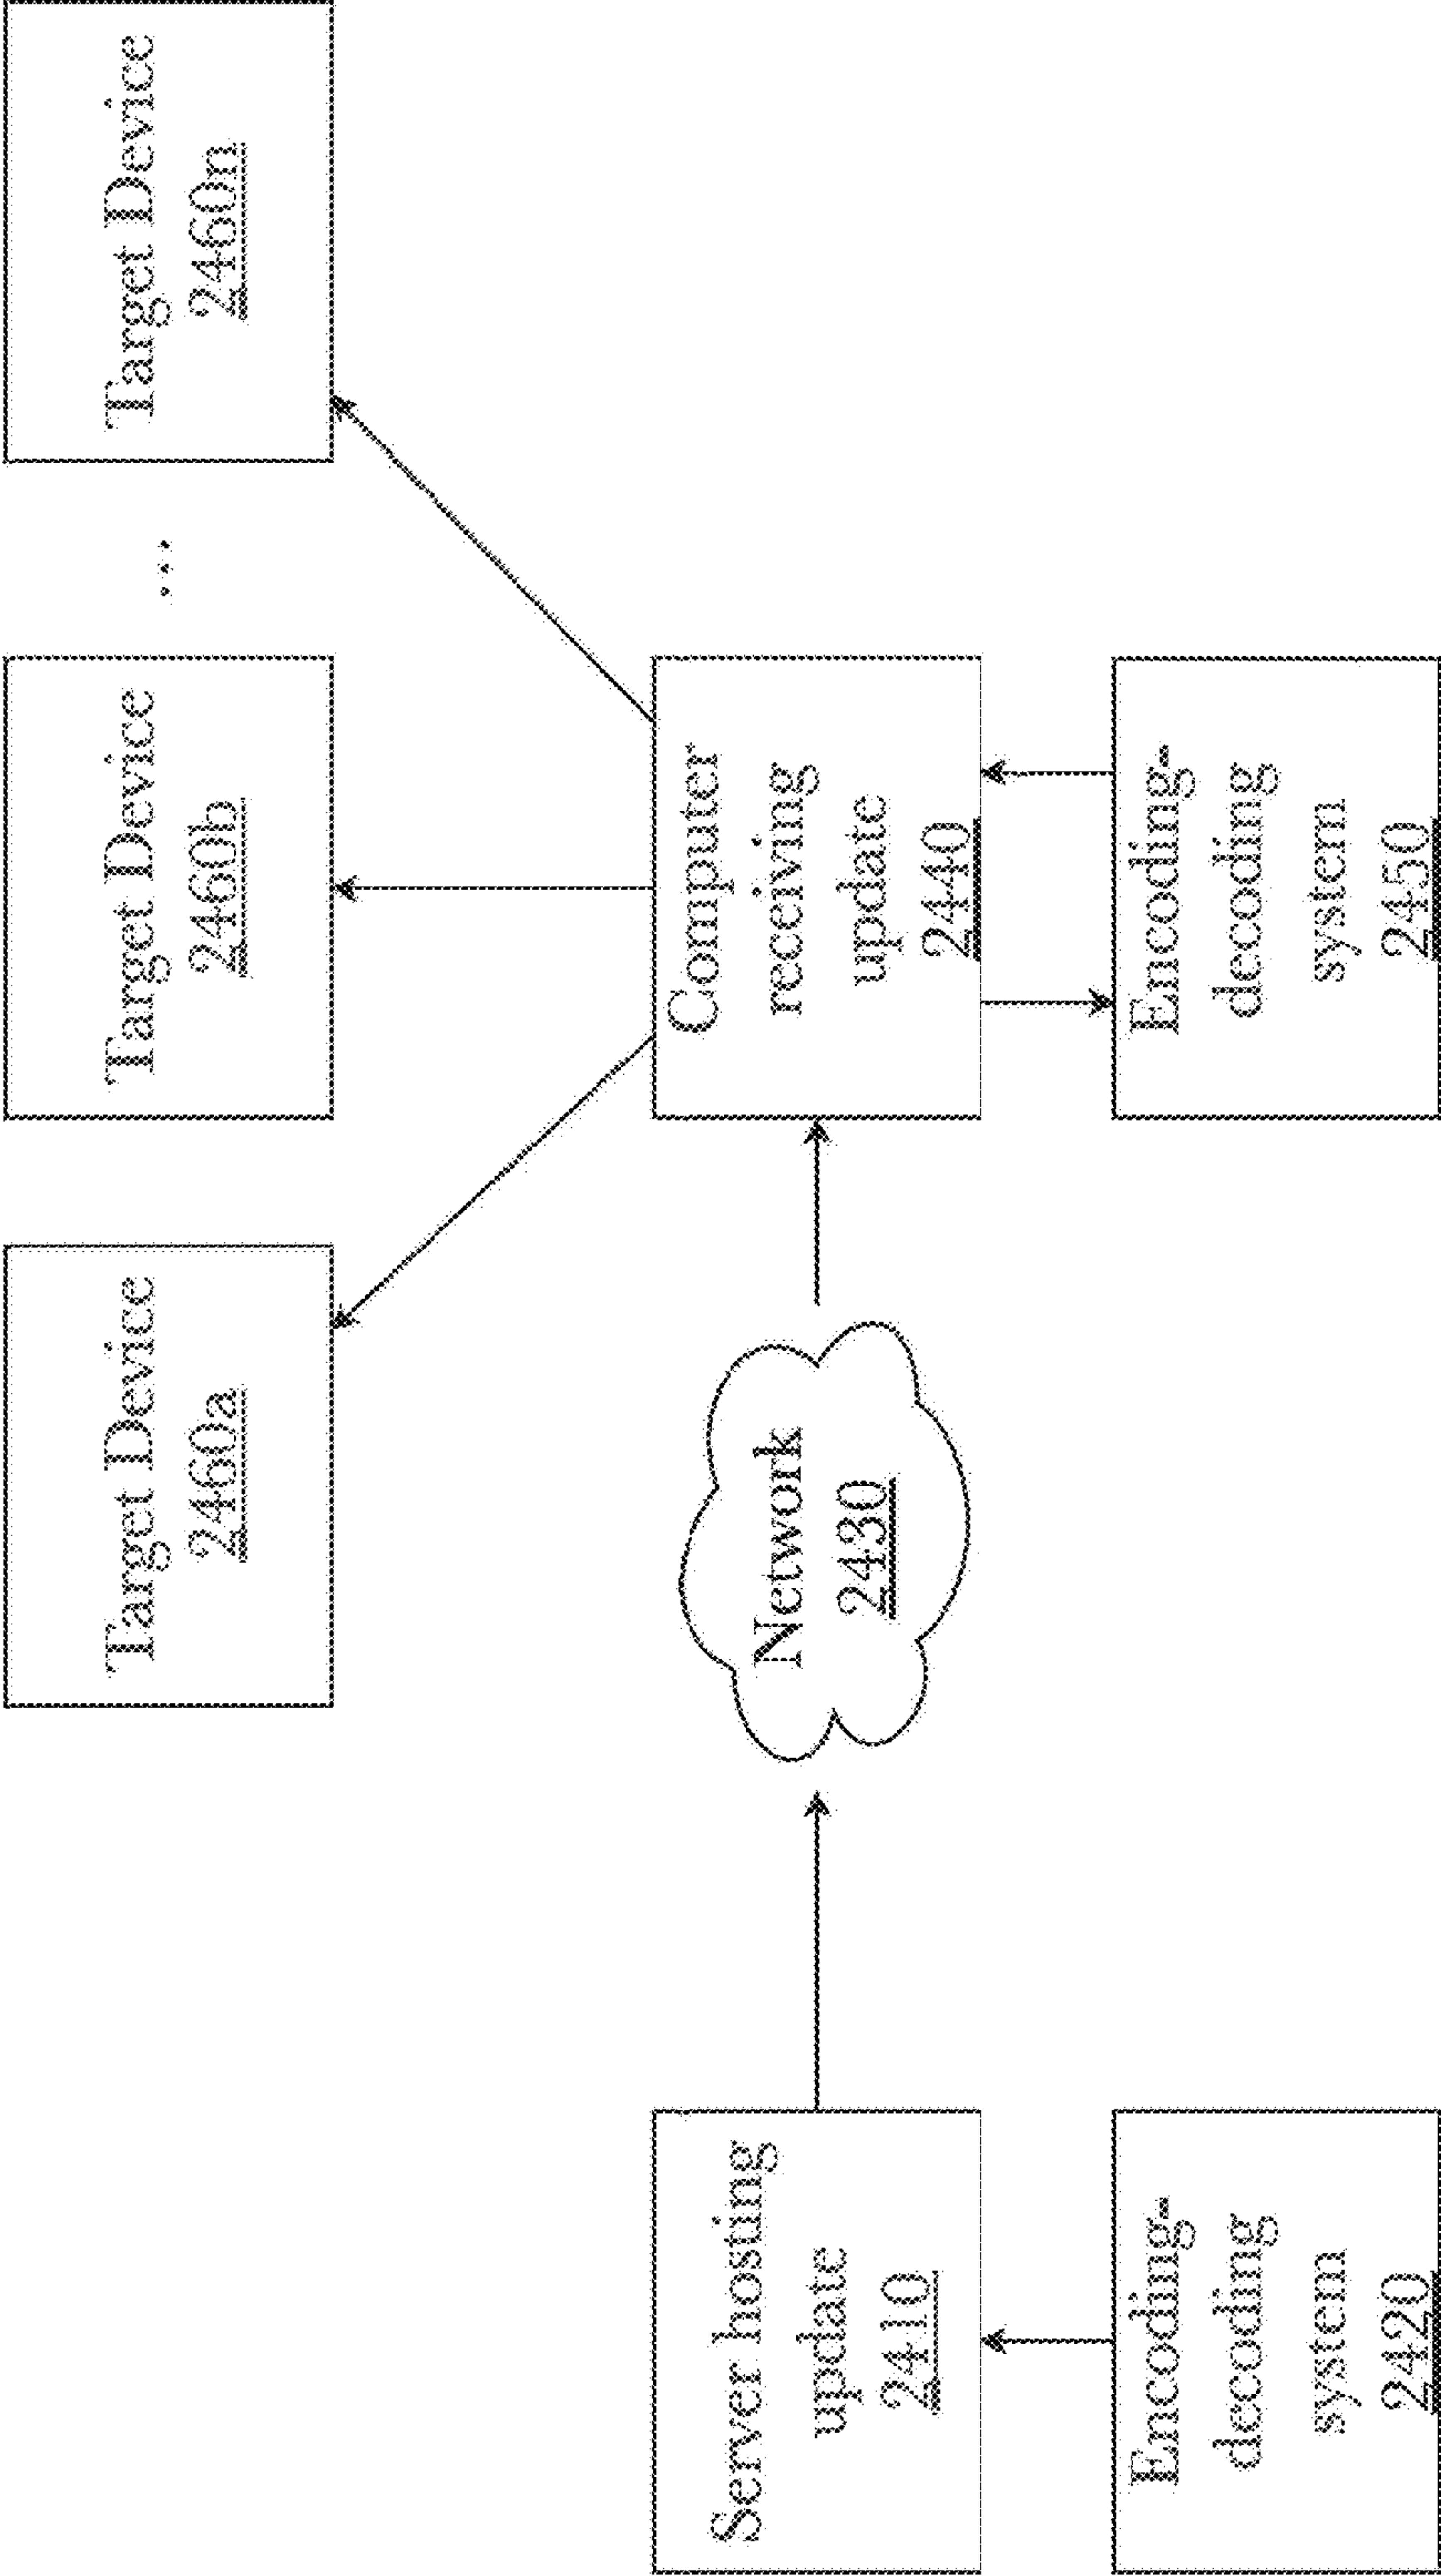 Target Device
2460a
Target Device
2460b
...
Target Device
2460n
Server hosting
update
2410
Network
2430
Computer
receiving
update
2440
Encoding-
decoding
system
2420
Encoding-
decoding
system
2450